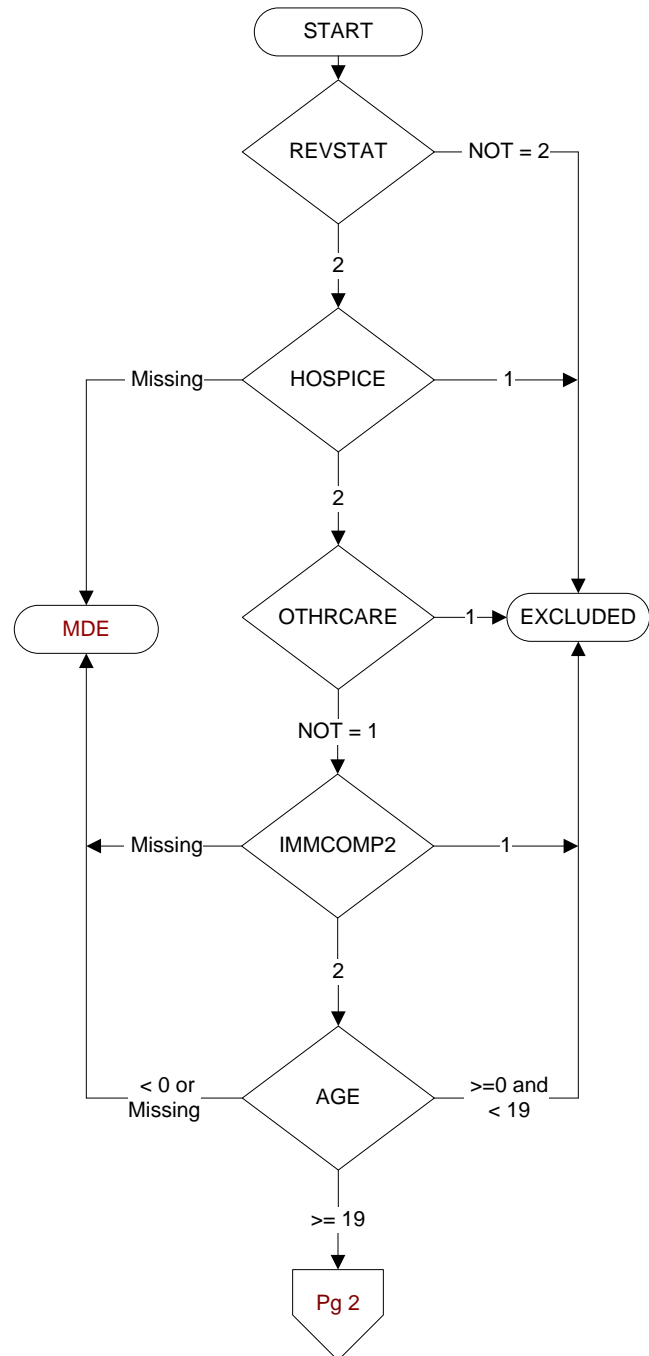 START
REVSTAT
NOT = 2
2
Missing
HOSPICE
1
2
MDE
OTHRCARE
1
EXCLUDED
NOT = 1
Missing
IMMCOMP2
1
2
< 0 or
Missing
AGE
>=0 and
< 19
>= 19
Pg 2